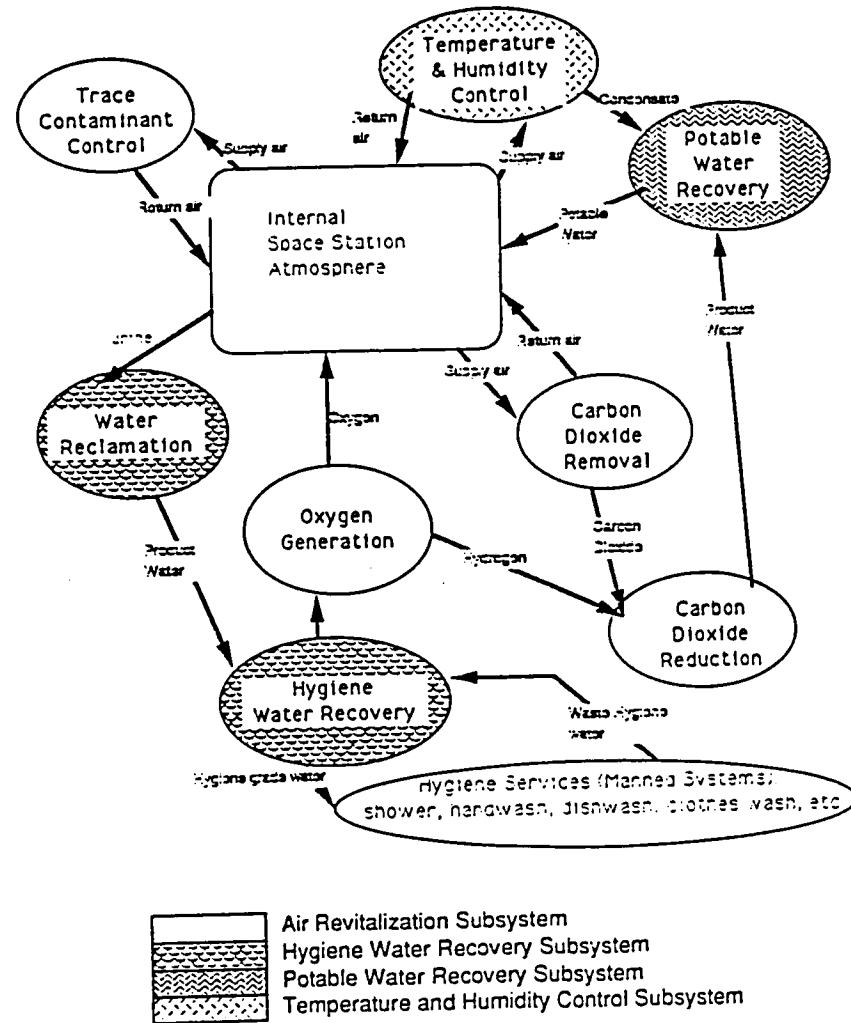 Temperature
& Humidity
Control
Trace
Contaminant
Control
Return
air
Condensate
Supply air
Supply air
Potable
Water
Recovery
Return air
Internal
Space Station
Atmosphere
Potable
Water
Product
Water
Return air
Supply air
Urine
Water
Reclamation
Oxygen
Carbon
Dioxide
Removal
Oxygen
Generation
Carbon
Dioxide
Product
Water
Hydrogen
Carbon
Dioxide
Reduction
Hygiene
Water Recovery
Waste Hygiene
water
Hygiene grade water
Hygiene Services (Manned Systems):
shower, handwash, dishwash, clothes wash, etc
Air Revitalization Subsystem
Hygiene Water Recovery Subsystem
Potable Water Recovery Subsystem
Temperature and Humidity Control Subsystem